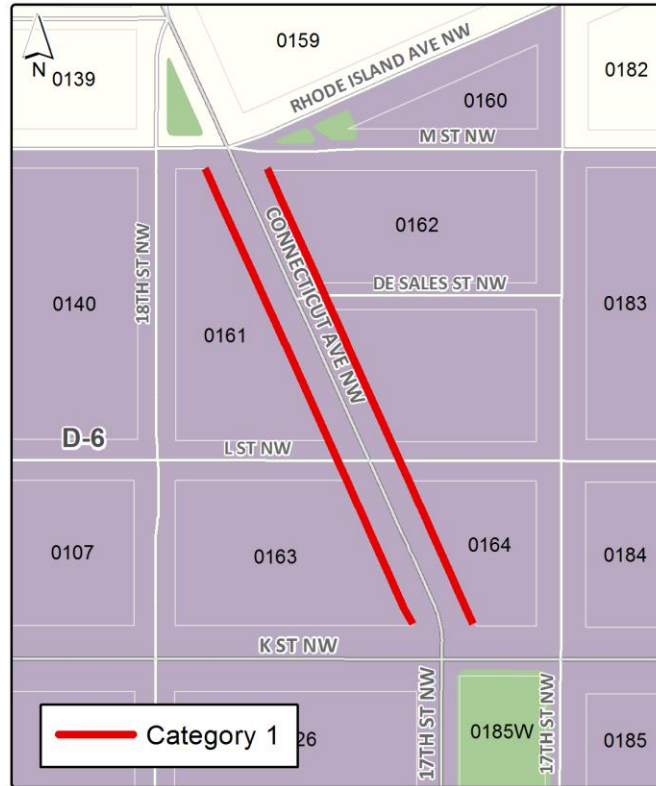 N
0139
0159
0182
RHODE ISLAND AVE NW
0160
M ST NW
0162
CONNECTICUT AVE NW
DE SALES ST NW
18TH ST NW
0140
0161
0183
D-6
L ST NW
0107
0163
0164
0184
K ST NW
17TH ST NW
0185W
17TH ST NW
0185
26
Category 1